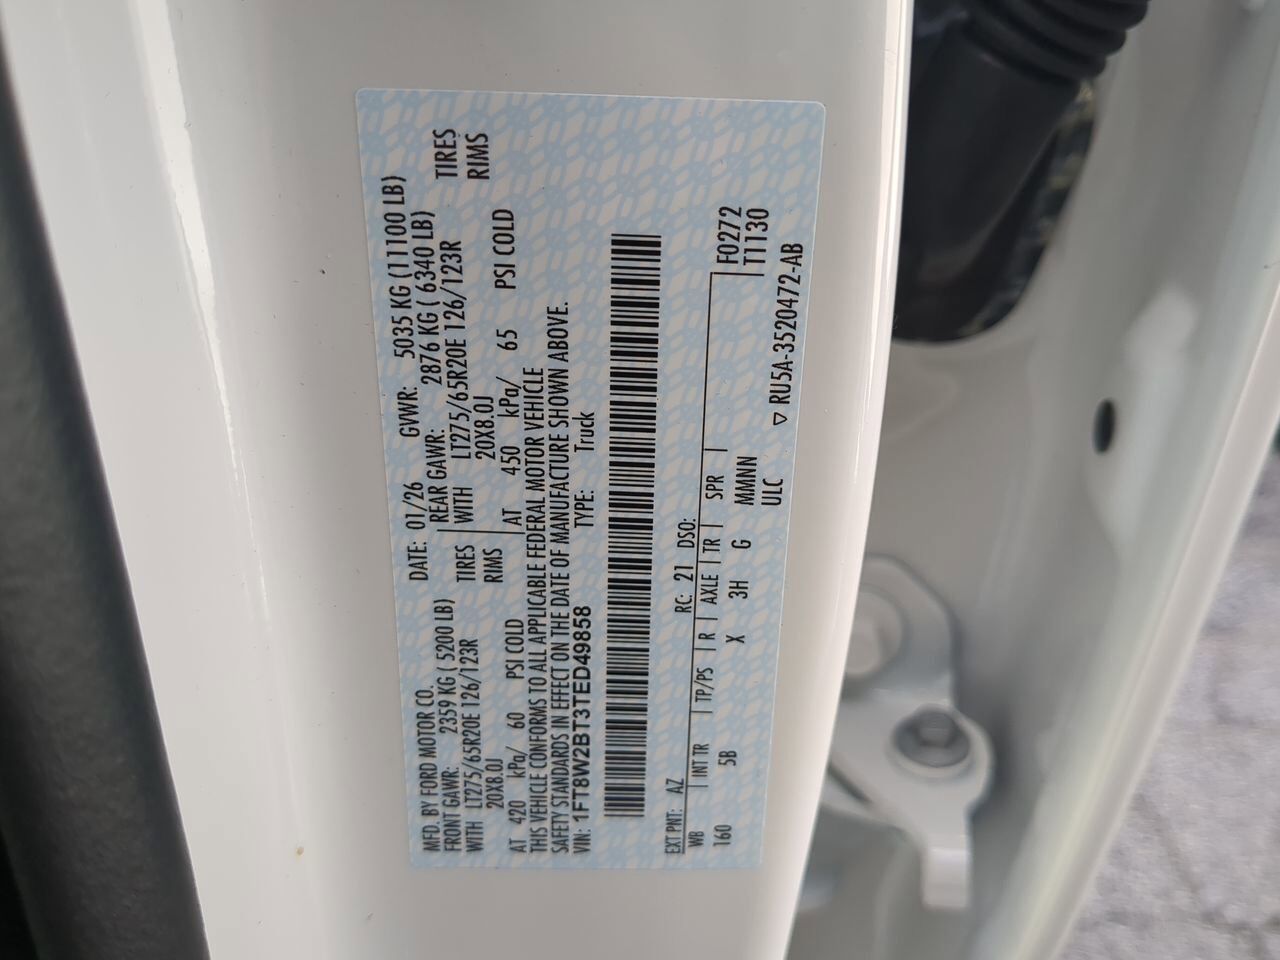 MFD. BY FORD MOTOR CO.
DATE: 01/26 GVWR: 5035 KG (11100 LB)
FRONT GAWR: 2359 KG ( 5200 LB) REAR GAWR: 2876 KG ( 6340 LB)
WITH LT275/65R20E 126/123R TIRES WITH LT275/65R20E 126/123R TIRES
20X8.0J RIMS 20X8.0J RIMS
AT 420 kPa/ 60 PSI COLD AT 450 kPa/ 65 PSI COLD
THIS VEHICLE CONFORMS TO ALL APPLICABLE FEDERAL MOTOR VEHICLE
SAFETY STANDARDS IN EFFECT ON THE DATE OF MANUFACTURE SHOWN ABOVE.
VIN: 1FT8W2BT3TED49858 TYPE: Truck
EXT PNT: AZ RC: 21 DSO:
WB INT TR TP/PS R AXLE TR SPR F0272
160 5B X 3H G MMNN T1130
ULC
▽ RU5A-3520472-AB